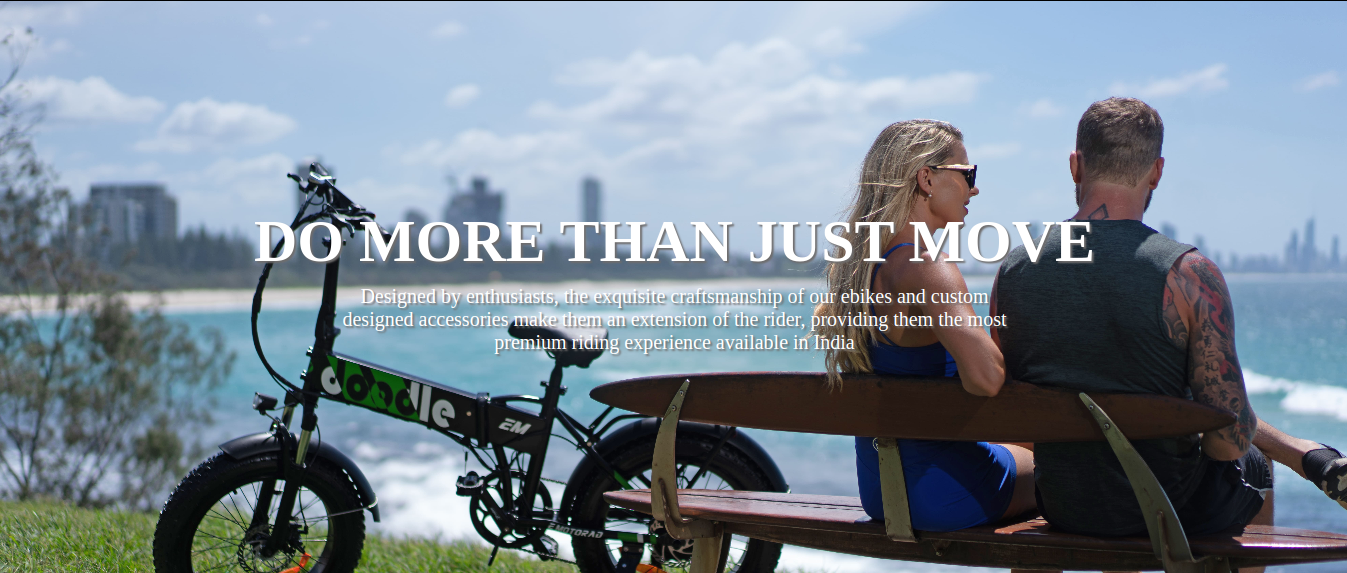 DO MORE THAN JUST MOVE
Designed by enthusiasts, the exquisite craftsmanship of our ebikes and custom
designed accessories make them an extension of the rider, providing them the most
premium riding experience available in India
doodle
EM
EMOTORAD